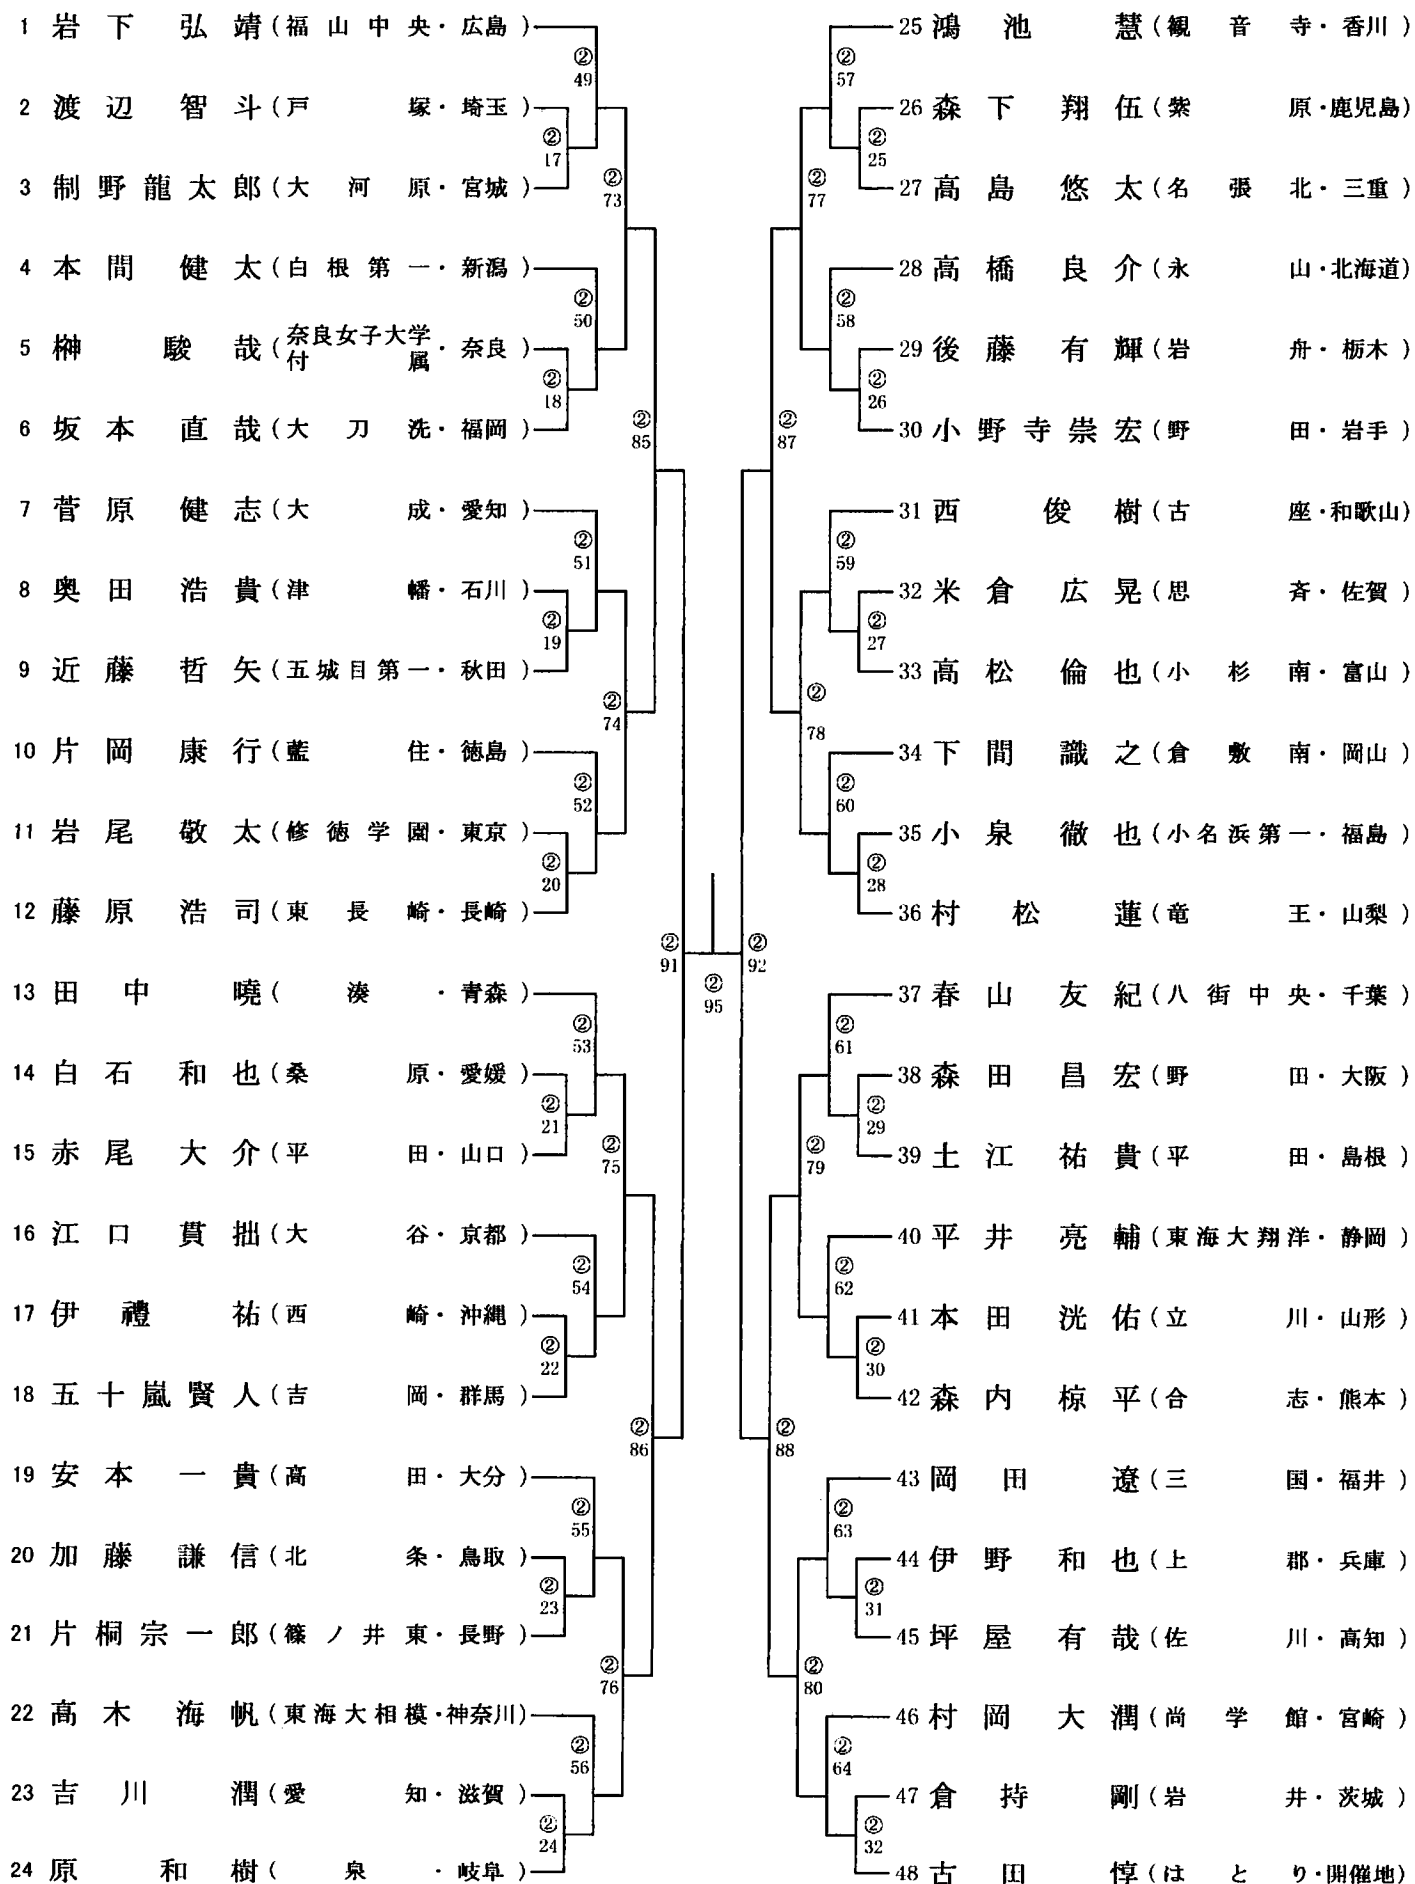 1 岩下弘靖(福山中央・広島)
2 渡辺智斗(戸塚・埼玉)
3 制野龍太郎(大河原・宮城)
4 本間健太(白根第一・新潟)
5 榊駿哉(奈良女子大学付属・奈良)
6 坂本直哉(大刀洗・福岡)
7 菅原健志(大成・愛知)
8 奥田浩貴(津幡・石川)
9 近藤哲矢(五城目第一・秋田)
10 片岡康行(藍住・徳島)
11 岩尾敬太(修徳学園・東京)
12 藤原浩司(東長崎・長崎)
13 田中曉(湊・青森)
14 白石和也(桑原・愛媛)
15 赤尾大介(平田・山口)
16 江口貫拙(大谷・京都)
17 伊禮祐(西崎・沖縄)
18 五十嵐賢人(吉岡・群馬)
19 安本一貴(高田・大分)
20 加藤謙信(北条・鳥取)
21 片桐宗一郎(篠ノ井東・長野)
22 高木海帆(東海大相模・神奈川)
23 吉川潤(愛知・滋賀)
24 原和樹(泉・岐阜)
② 17
② 18
② 19
② 20
② 21
② 22
② 23
② 24
② 49
② 50
② 51
② 52
② 53
② 54
② 55
② 56
② 73
② 74
② 75
② 76
② 85
② 86
② 91
② 95
② 92
② 87
② 88
② 77
② 78
② 79
② 80
② 57
② 58
② 59
② 60
② 61
② 62
② 63
② 64
② 25
② 26
② 27
② 28
② 29
② 30
② 31
② 32
25 鴻池慧(観音寺・香川)
26 森下翔伍(紫原・鹿児島)
27 高島悠太(名張北・三重)
28 高橋良介(永山・北海道)
29 後藤有輝(岩舟・栃木)
30 小野寺崇宏(野田・岩手)
31 西俊樹(古座・和歌山)
32 米倉広晃(思斉・佐賀)
33 高松倫也(小杉南・富山)
34 下間識之(倉敷南・岡山)
35 小泉徹也(小名浜第一・福島)
36 村松蓮(竜王・山梨)
37 春山友紀(八街中央・千葉)
38 森田昌宏(野田・大阪)
39 土江祐貴(平田・島根)
40 平井亮輔(東海大翔洋・静岡)
41 本田洸佑(立川・山形)
42 森内椋平(合志・熊本)
43 岡田遼(三国・福井)
44 伊野和也(上郡・兵庫)
45 坪屋有哉(佐川・高知)
46 村岡大潤(尚学館・宮崎)
47 倉持剛(岩井・茨城)
48 古田惇(はとり・開催地)